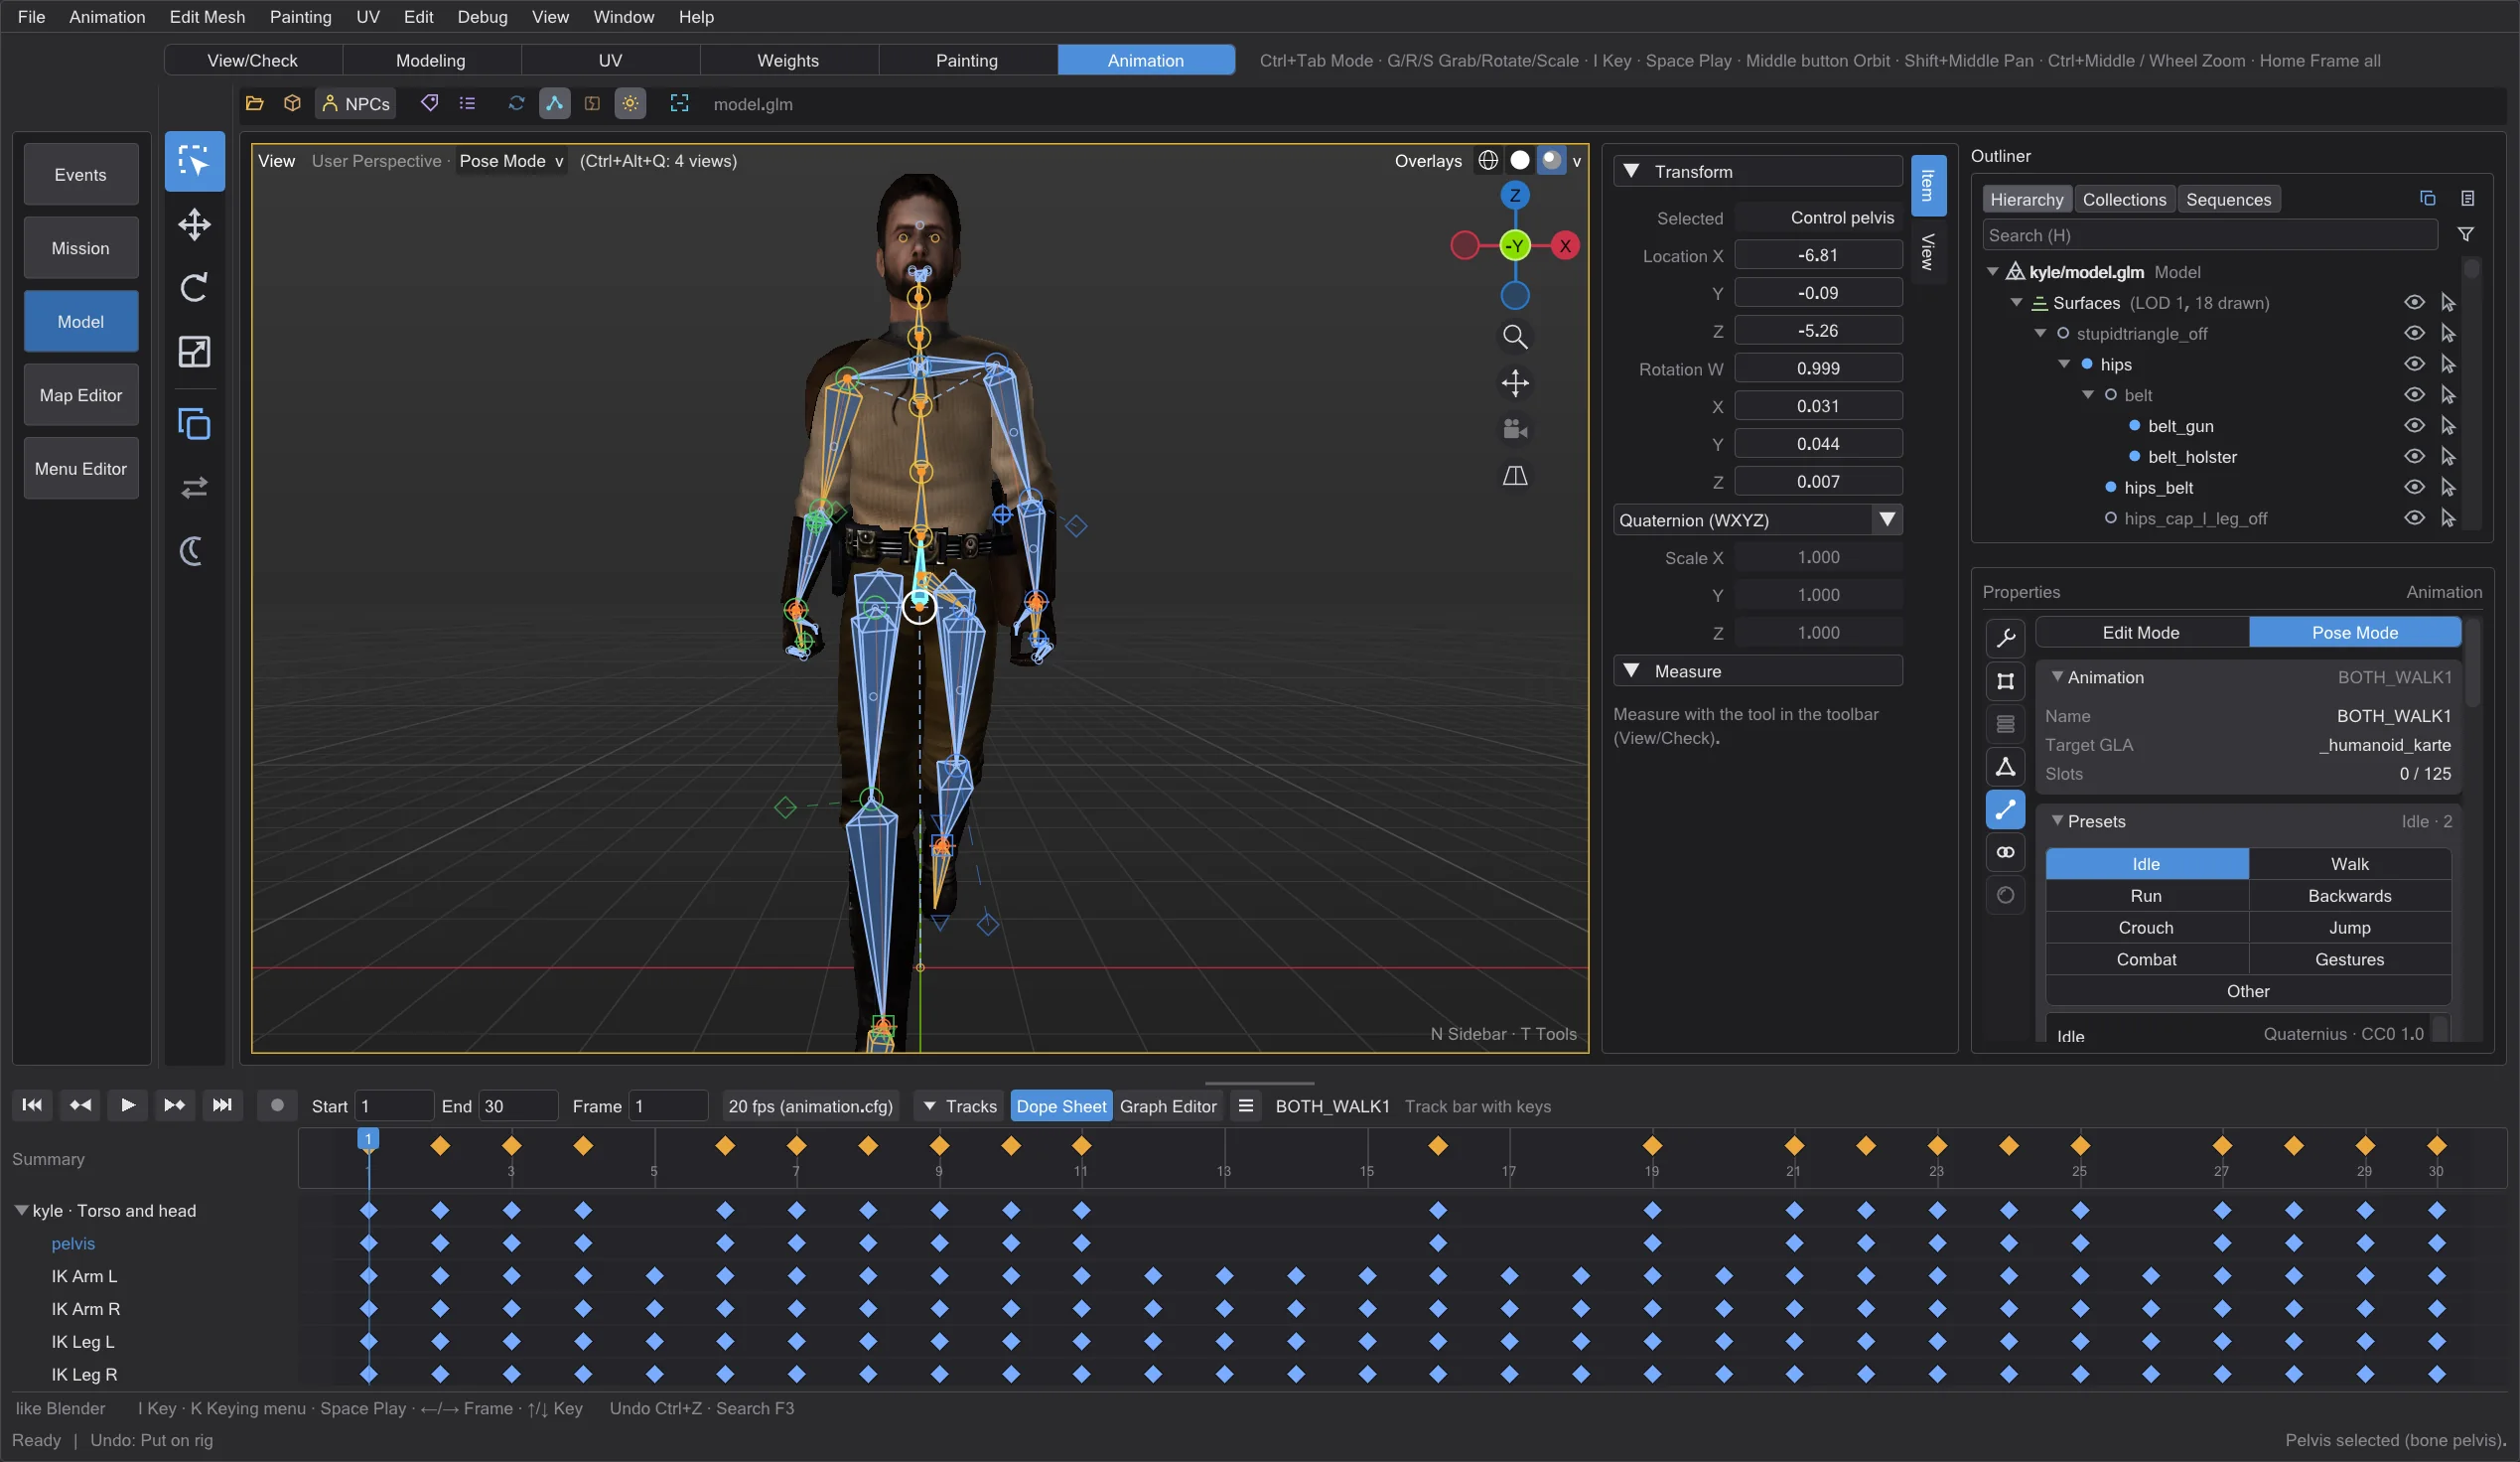 File Animation Edit Mesh Painting UV Edit Debug View Window Help
View/Check Modeling UV Weights Painting Animation Ctrl+Tab Mode · G/R/S Grab/Rotate/Scale · I Key · Space Play · Middle button Orbit · Shift+Middle Pan · Ctrl+Middle / Wheel Zoom · Home Frame all
NPCs model.glm
Events
Mission
Model
Map Editor
Menu Editor
View User Perspective · Pose Mode v (Ctrl+Alt+Q: 4 views) Overlays v
Z
-Y X
N Sidebar · T Tools
Transform
Selected Control pelvis
Location X -6.81
Y -0.09
Z -5.26
Rotation W 0.999
X 0.031
Y 0.044
Z 0.007
Quaternion (WXYZ)
Scale X 1.000
Y 1.000
Z 1.000
Measure
Measure with the tool in the toolbar
(View/Check).
Item
View
Outliner
Hierarchy Collections Sequences
Search (H)
kyle/model.glm Model
Surfaces (LOD 1, 18 drawn)
stupidtriangle_off
hips
belt
belt_gun
belt_holster
hips_belt
hips_cap_l_leg_off
Properties Animation
Edit Mode Pose Mode
Animation BOTH_WALK1
Name BOTH_WALK1
Target GLA _humanoid_karte
Slots 0 / 125
Presets Idle · 2
Idle Walk
Run Backwards
Crouch Jump
Combat Gestures
Other
Idle Quaternius · CC0 1.0
Start 1 End 30 Frame 1 20 fps (animation.cfg) Tracks Dope Sheet Graph Editor BOTH_WALK1 Track bar with keys
1
Summary 3 5 7 9 11 13 15 17 19 21 23 25 27 29 30
kyle · Torso and head
pelvis
IK Arm L
IK Arm R
IK Leg L
IK Leg R
like Blender I Key · K Keying menu · Space Play · ←/→ Frame · ↑/↓ Key Undo Ctrl+Z · Search F3
Ready | Undo: Put on rig Pelvis selected (bone pelvis).